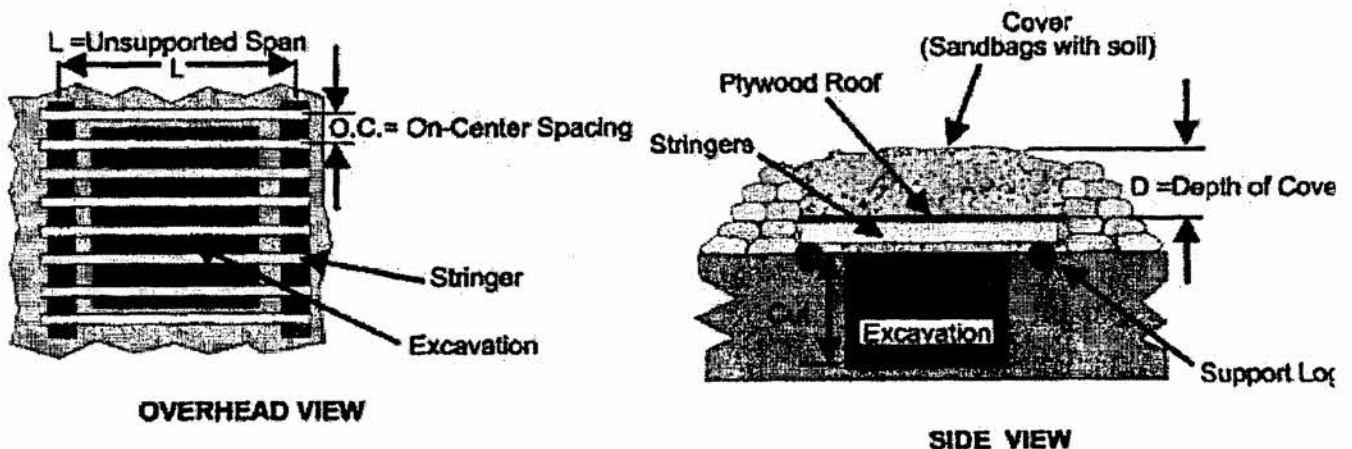 L =Unsupported Span
L
O.C.= On-Center Spacing
Stringer
Excavation
OVERHEAD VIEW
Cover
(Sandbags with soil)
Plywood Roof
Stringers
D =Depth of Cove
Cut
Excavation
Support Log
SIDE VIEW